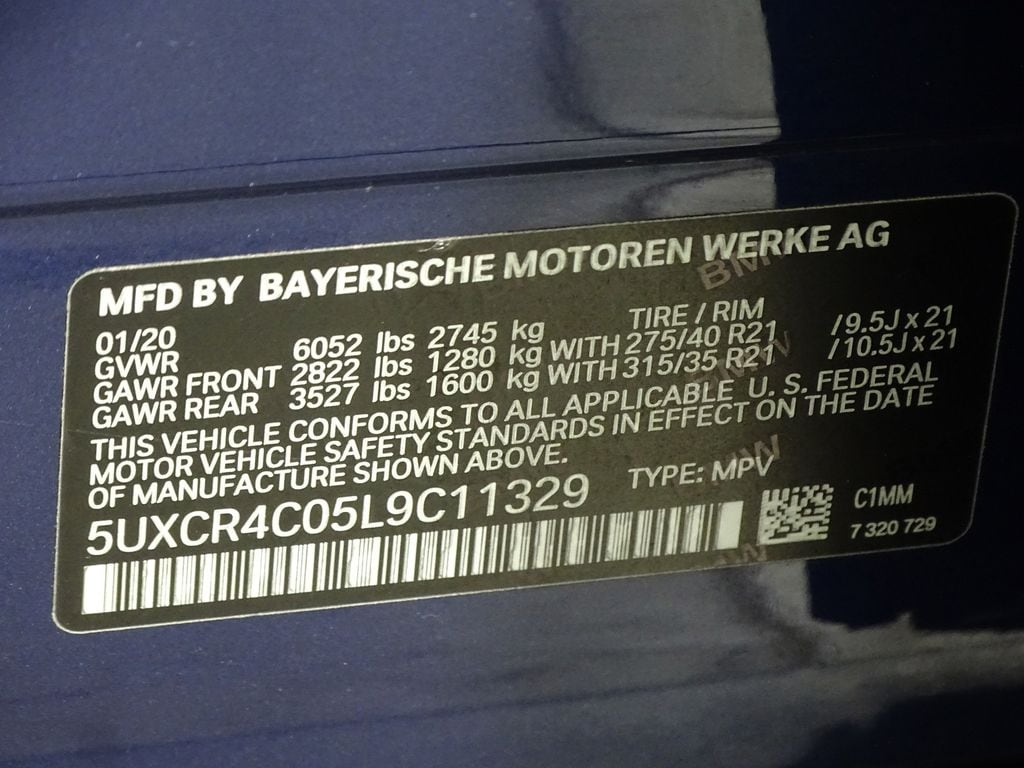 MFD BY BAYERISCHE MOTOREN WERKE AG
01/20 TIRE / RIM
GVWR 6052 lbs 2745 kg
GAWR FRONT 2822 lbs 1280 kg WITH 275/40 R21 /9.5J x 21
GAWR REAR 3527 lbs 1600 kg WITH 315/35 R21 /10.5J x 21
THIS VEHICLE CONFORMS TO ALL APPLICABLE U. S. FEDERAL
MOTOR VEHICLE SAFETY STANDARDS IN EFFECT ON THE DATE
OF MANUFACTURE SHOWN ABOVE.
5UXCR4C05L9C11329 TYPE: MPV
C1MM
7 320 729
BMW